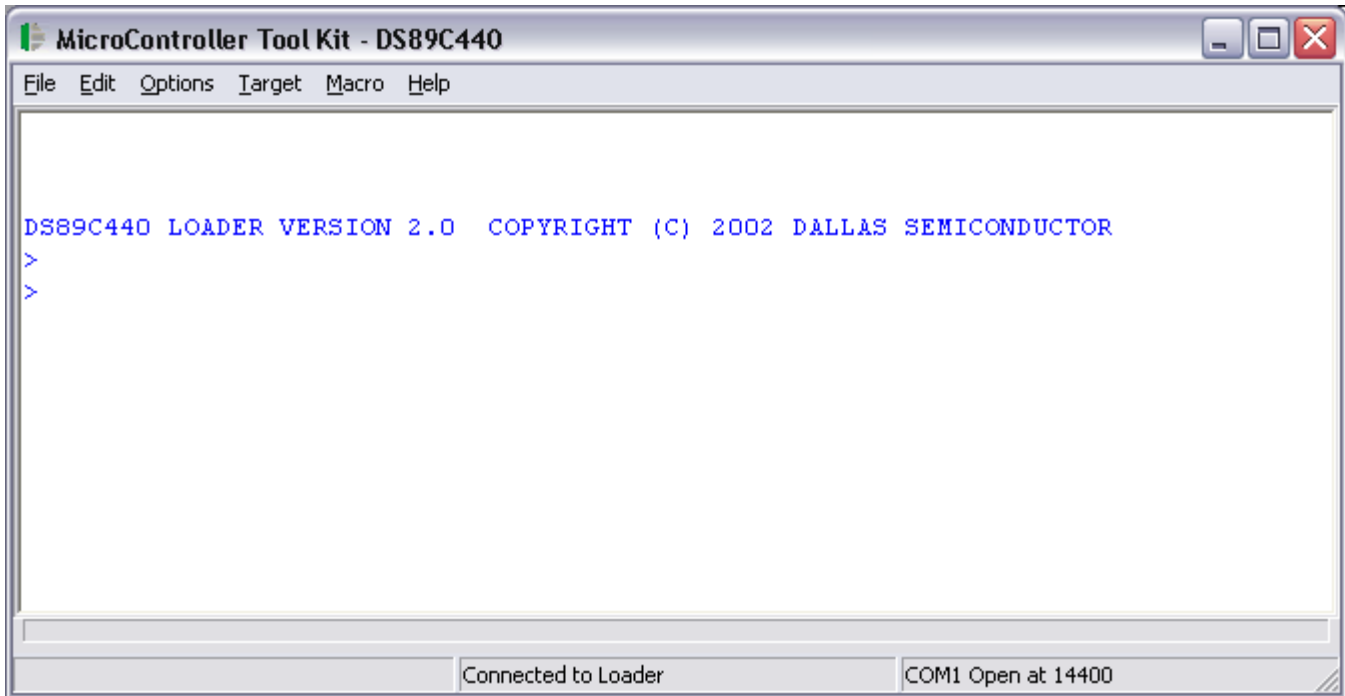 MicroController Tool Kit - DS89C440
File Edit Options Target Macro Help
DS89C440 LOADER VERSION 2.0  COPYRIGHT (C) 2002 DALLAS SEMICONDUCTOR
>
>
Connected to Loader
COM1 Open at 14400